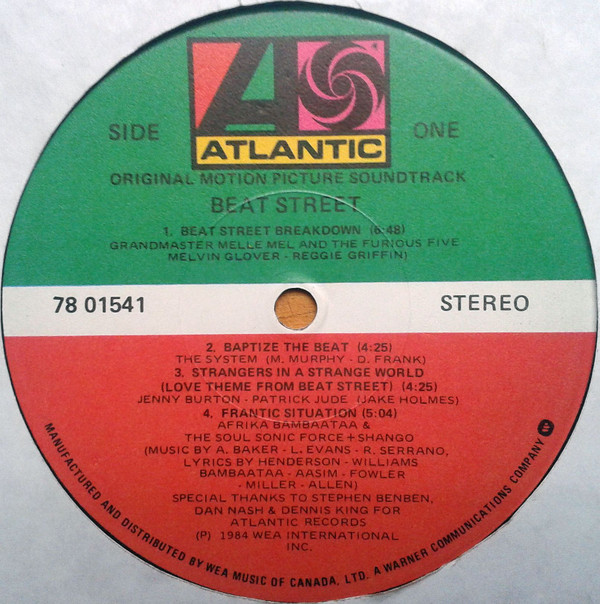 SIDE ONE
ATLANTIC
ORIGINAL MOTION PICTURE SOUNDTRACK
BEAT STREET
1. BEAT STREET BREAKDOWN (6:48)
GRANDMASTER MELLE MEL AND THE FURIOUS FIVE
MELVIN GLOVER - REGGIE GRIFFIN)
78 01541 STEREO
2. BAPTIZE THE BEAT (4:25)
THE SYSTEM (M. MURPHY - D. FRANK)
3. STRANGERS IN A STRANGE WORLD
(LOVE THEME FROM BEAT STREET) (4:25)
JENNY BURTON - PATRICK JUDE (JAKE HOLMES)
4. FRANTIC SITUATION (5:04)
AFRIKA BAMBAATAA &
THE SOUL SONIC FORCE + SHANGO
(MUSIC BY A. BAKER - L. EVANS - R. SERRANO,
LYRICS BY HENDERSON - WILLIAMS
BAMBAATAA - AASIM - FOWLER
- MILLER - ALLEN)
SPECIAL THANKS TO STEPHEN BENBEN,
DAN NASH & DENNIS KING FOR
ATLANTIC RECORDS
(P) 1984 WEA INTERNATIONAL
INC.
MANUFACTURED AND DISTRIBUTED BY WEA MUSIC OF CANADA, LTD. A WARNER COMMUNICATIONS COMPANY